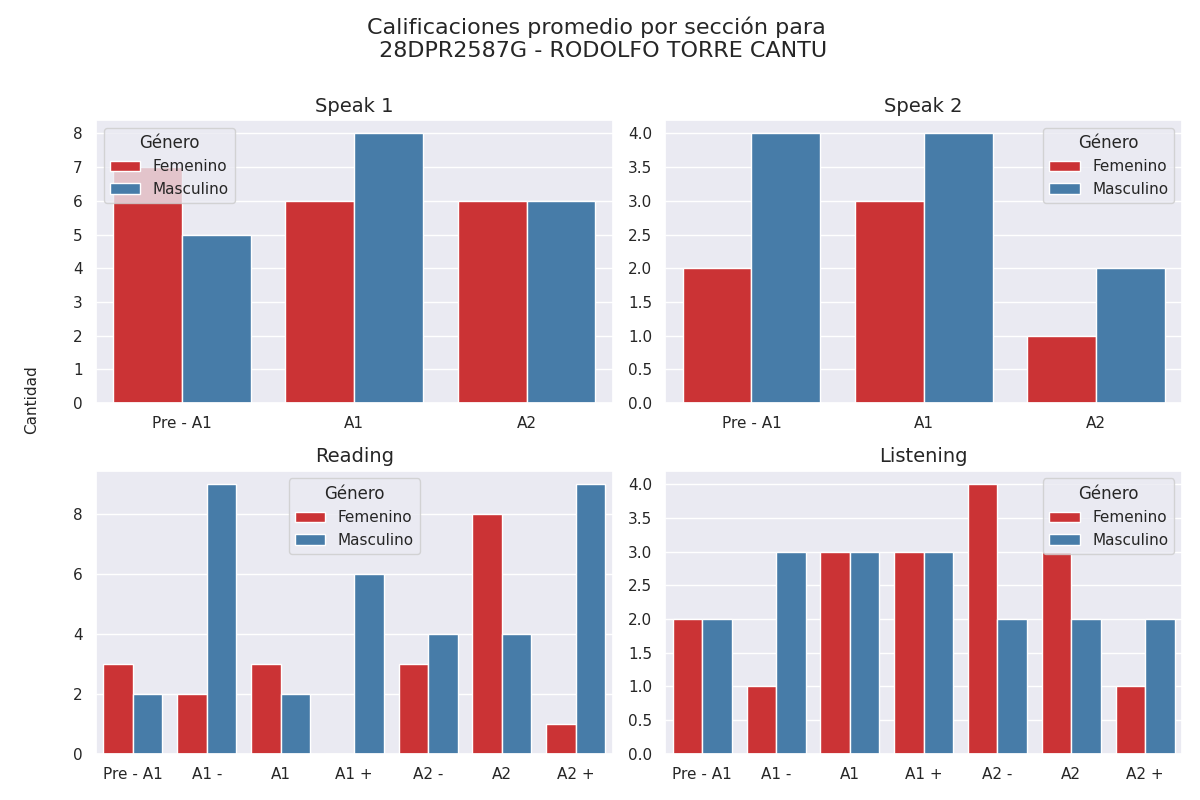 Calificaciones promedio por sección para
28DPR2587G - RODOLFO TORRE CANTU
Cantidad
Speak 1
Género
Femenino
Masculino
8
7
6
5
4
3
2
1
0
Pre - A1 A1 A2
Speak 2
Género
Femenino
Masculino
4.0
3.5
3.0
2.5
2.0
1.5
1.0
0.5
0.0
Pre - A1 A1 A2
Reading
Género
Femenino
Masculino
8
6
4
2
0
Pre - A1 A1 - A1 A1 + A2 - A2 A2 +
Listening
Género
Femenino
Masculino
4.0
3.5
3.0
2.5
2.0
1.5
1.0
0.5
0.0
Pre - A1 A1 - A1 A1 + A2 - A2 A2 +